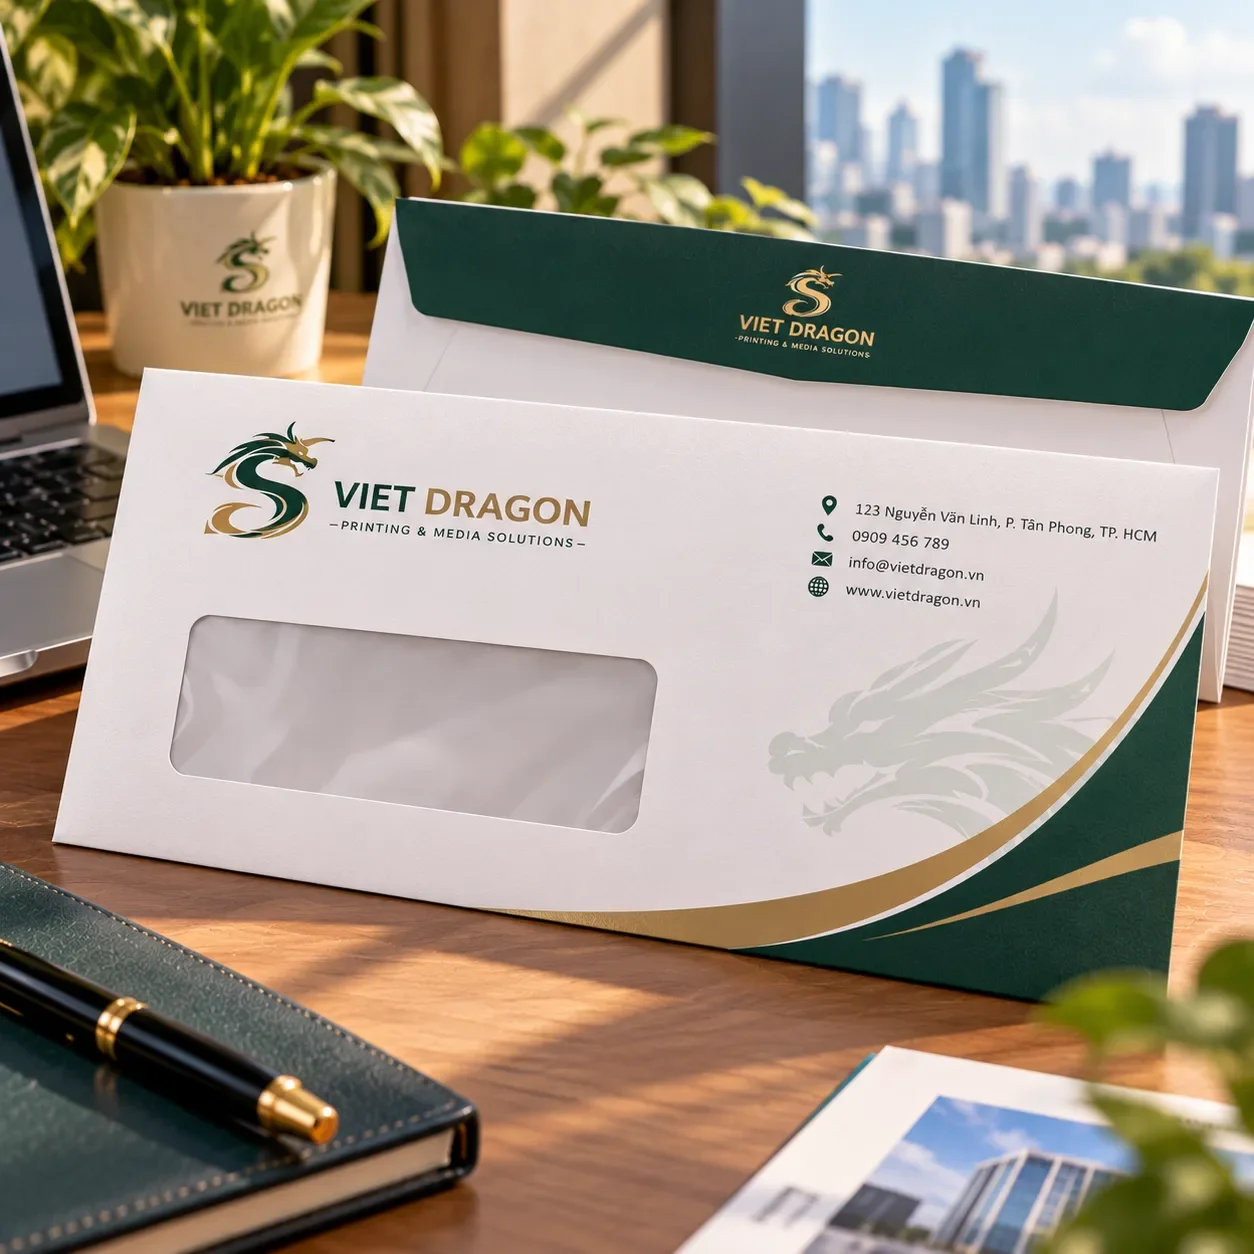 VIET DRAGON
PRINTING & MEDIA SOLUTIONS
VIET DRAGON
-PRINTING & MEDIA SOLUTIONS-
VIET DRAGON
–PRINTING & MEDIA SOLUTIONS–
123 Nguyễn Văn Linh, P. Tân Phong, TP. HCM
0909 456 789
info@vietdragon.vn
www.vietdragon.vn